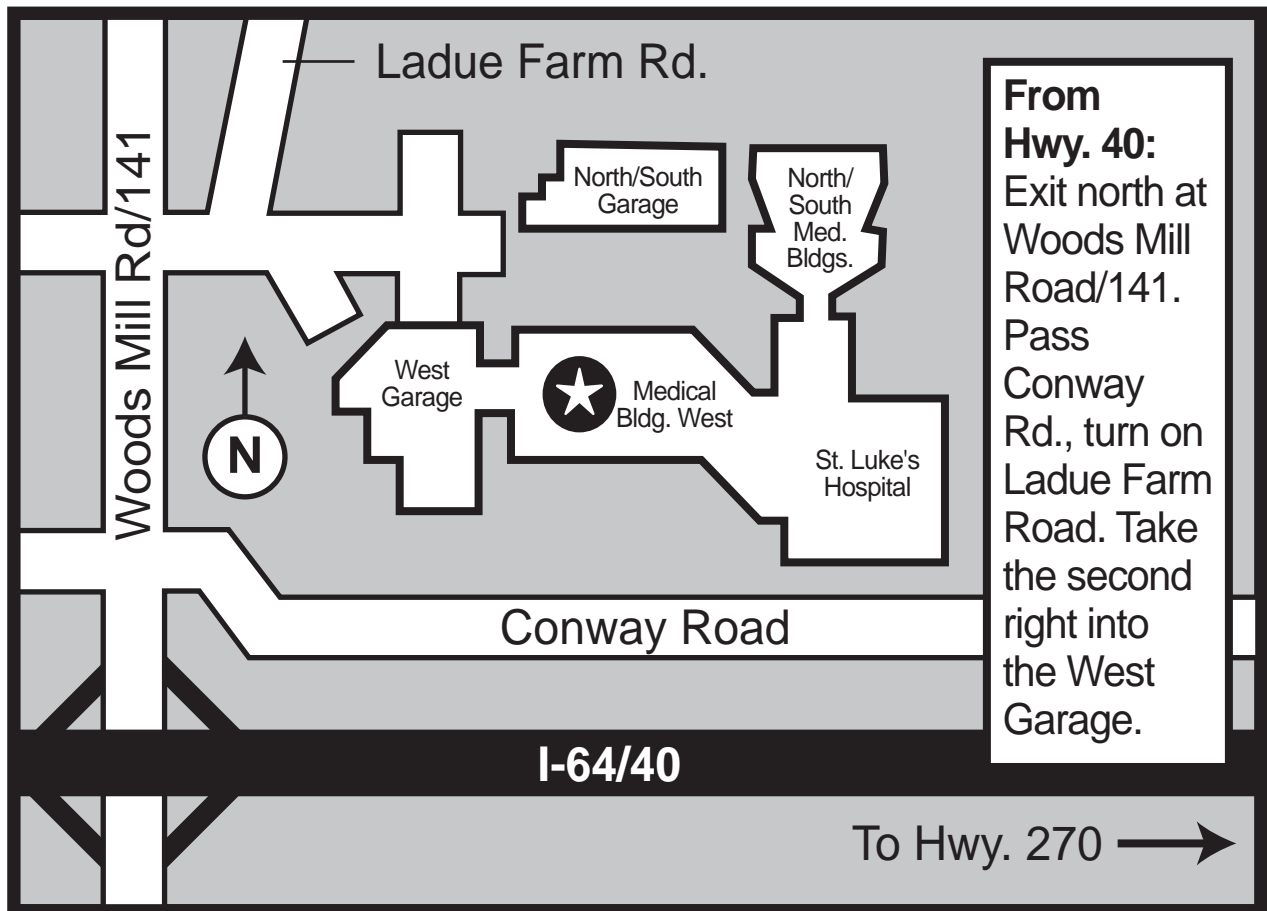 Ladue Farm Rd.
Woods Mill Rd/141
North/South
Garage
North/
South
Med.
Bldgs.
West
Garage
Medical
Bldg. West
St. Luke's
Hospital
N
Conway Road
I-64/40
To Hwy. 270
From
Hwy. 40:
Exit north at
Woods Mill
Road/141.
Pass
Conway
Rd., turn on
Ladue Farm
Road. Take
the second
right into
the West
Garage.